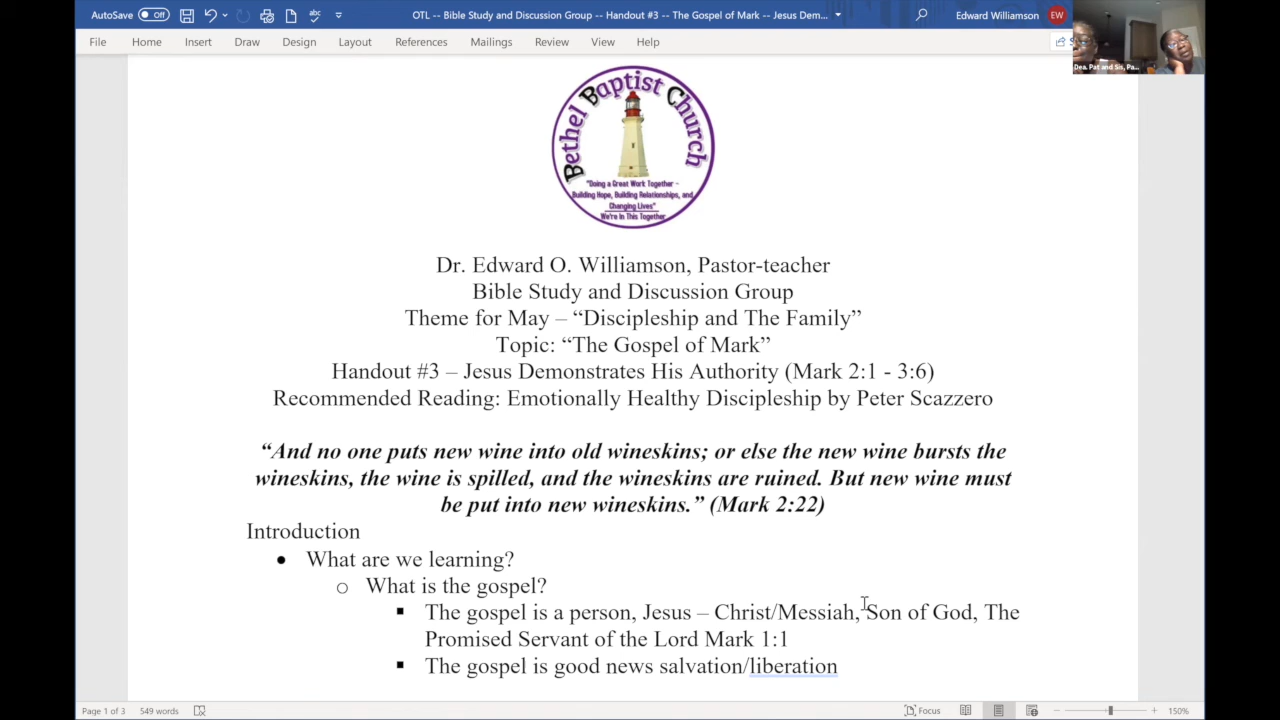 AutoSave Off OTL -- Bible Study and Discussion Group -- Handout #3 -- The Gospel of Mark -- Jesus Dem... Edward Williamson EW
File Home Insert Draw Design Layout References Mailings Review View Help
Dea. Pat and Sis, Pa...
Bethel Baptist Church
"Doing a Great Work Together -
Building Hope, Building Relationships, and
Changing Lives"
We're In This Together
Dr. Edward O. Williamson, Pastor-teacher
Bible Study and Discussion Group
Theme for May – “Discipleship and The Family”
Topic: “The Gospel of Mark”
Handout #3 – Jesus Demonstrates His Authority (Mark 2:1 - 3:6)
Recommended Reading: Emotionally Healthy Discipleship by Peter Scazzero
“And no one puts new wine into old wineskins; or else the new wine bursts the
wineskins, the wine is spilled, and the wineskins are ruined. But new wine must
be put into new wineskins.” (Mark 2:22)
Introduction
• What are we learning?
o What is the gospel?
▪ The gospel is a person, Jesus – Christ/Messiah, Son of God, The
Promised Servant of the Lord Mark 1:1
▪ The gospel is good news salvation/liberation
Page 1 of 3 549 words Focus 150%